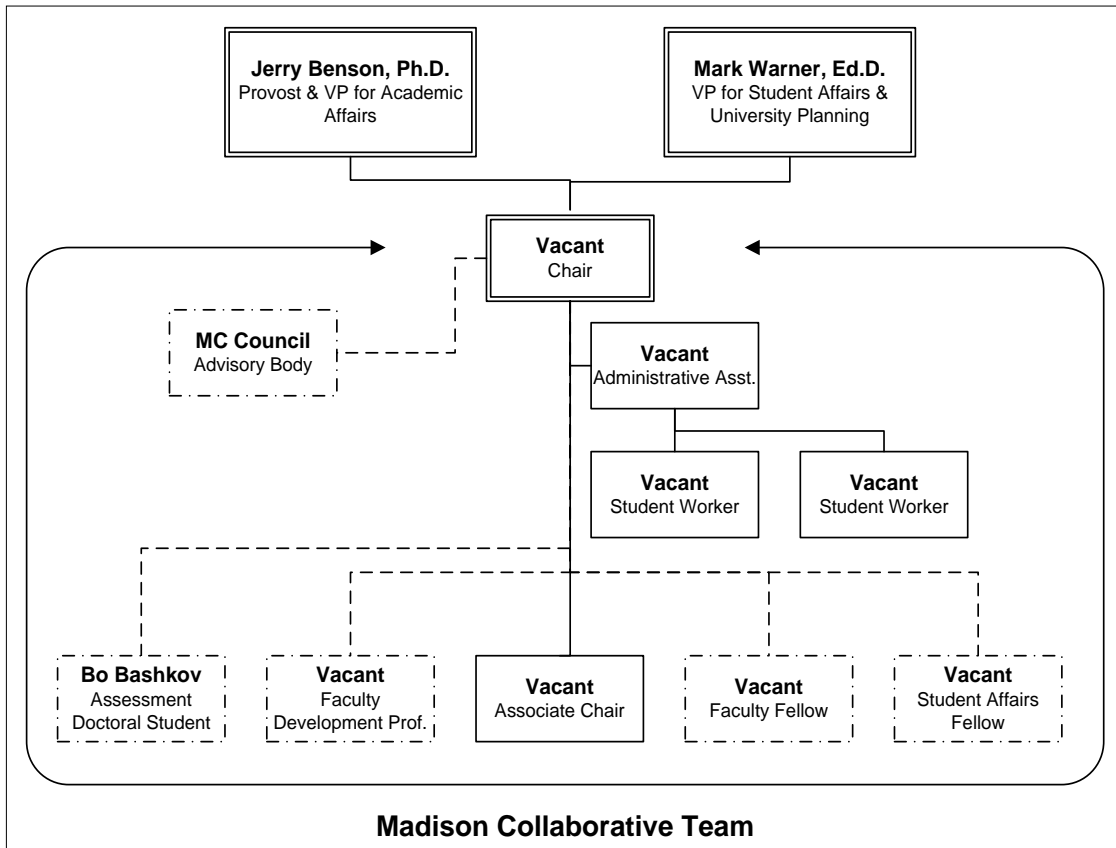 Jerry Benson, Ph.D.
Provost & VP for Academic
Affairs
Mark Warner, Ed.D.
VP for Student Affairs &
University Planning
Vacant
Chair
MC Council
Advisory Body
Vacant
Administrative Asst.
Vacant
Student Worker
Vacant
Student Worker
Bo Bashkov
Assessment
Doctoral Student
Vacant
Faculty
Development Prof.
Vacant
Associate Chair
Vacant
Faculty Fellow
Vacant
Student Affairs
Fellow
Madison Collaborative Team